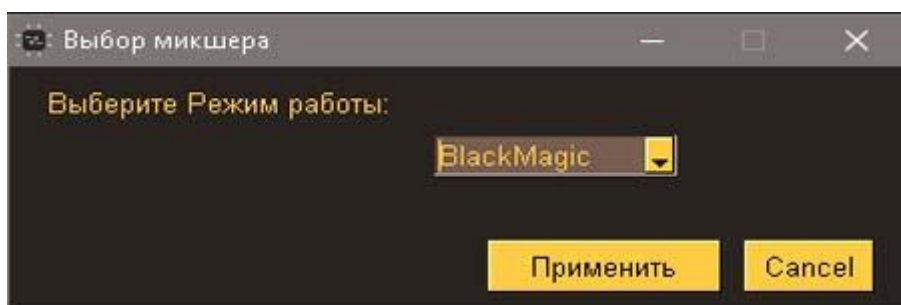 Выбор микшера
Выберите Режим работы:
BlackMagic
Применить Cancel